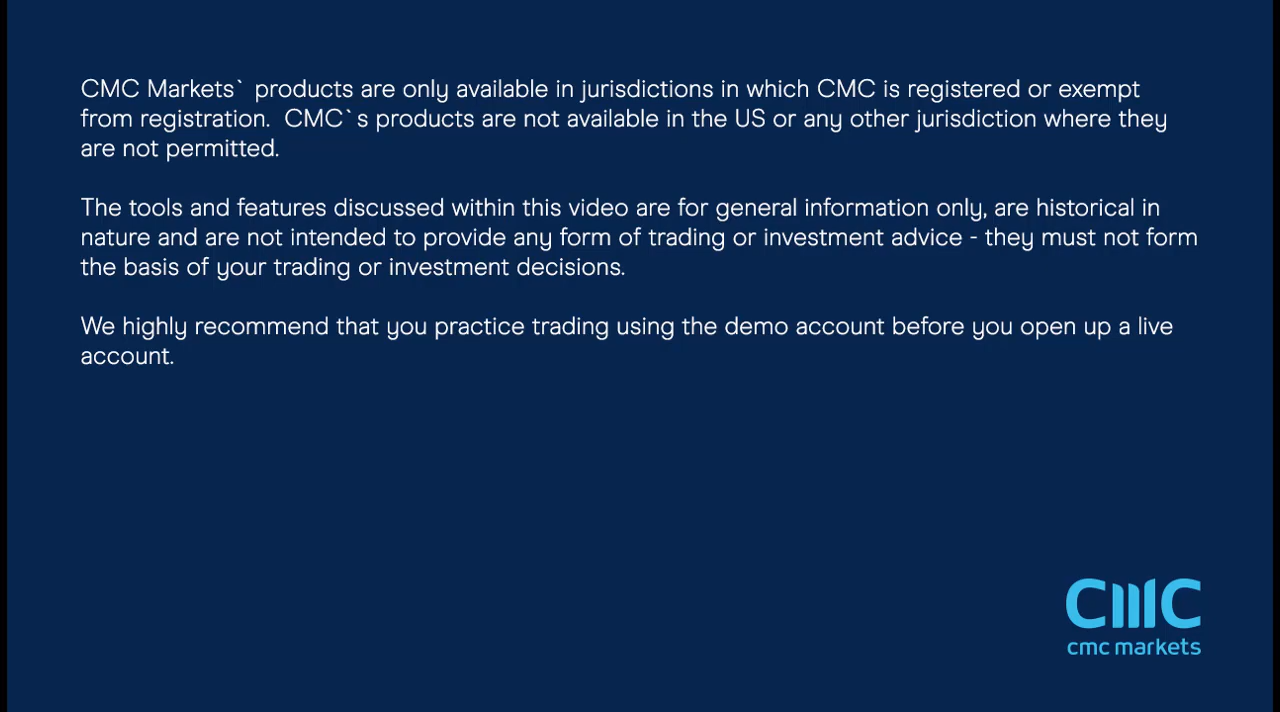 CMC Markets` products are only available in jurisdictions in which CMC is registered or exempt
from registration.  CMC`s products are not available in the US or any other jurisdiction where they
are not permitted.
The tools and features discussed within this video are for general information only, are historical in
nature and are not intended to provide any form of trading or investment advice - they must not form
the basis of your trading or investment decisions.
We highly recommend that you practice trading using the demo account before you open up a live
account.
CMC
cmc markets